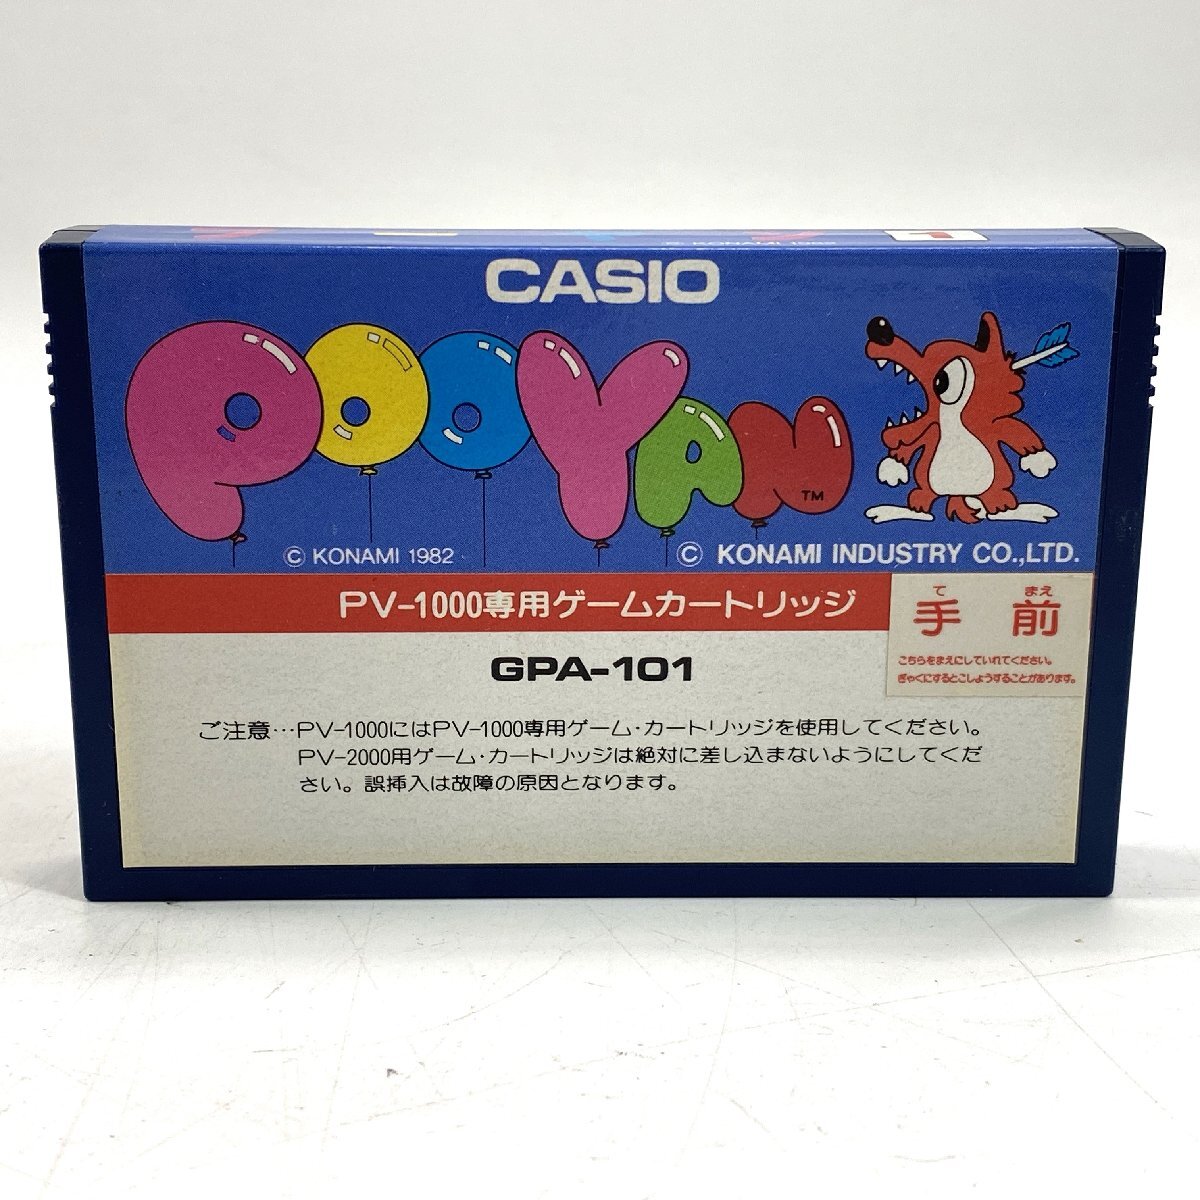 © KONAMI 1982
CASIO
POOYAN™
© KONAMI 1982
© KONAMI INDUSTRY CO.,LTD.
PV-1000専用ゲームカートリッジ
て まえ
手 前
こちらをまえにしていれてください。
ぎゃくにするとこしょうすることがあります。
GPA-101
ご注意…PV-1000にはPV-1000専用ゲーム・カートリッジを使用してください。
PV-2000用ゲーム・カートリッジは絶対に差し込まないようにしてくだ
さい。誤挿入は故障の原因となります。